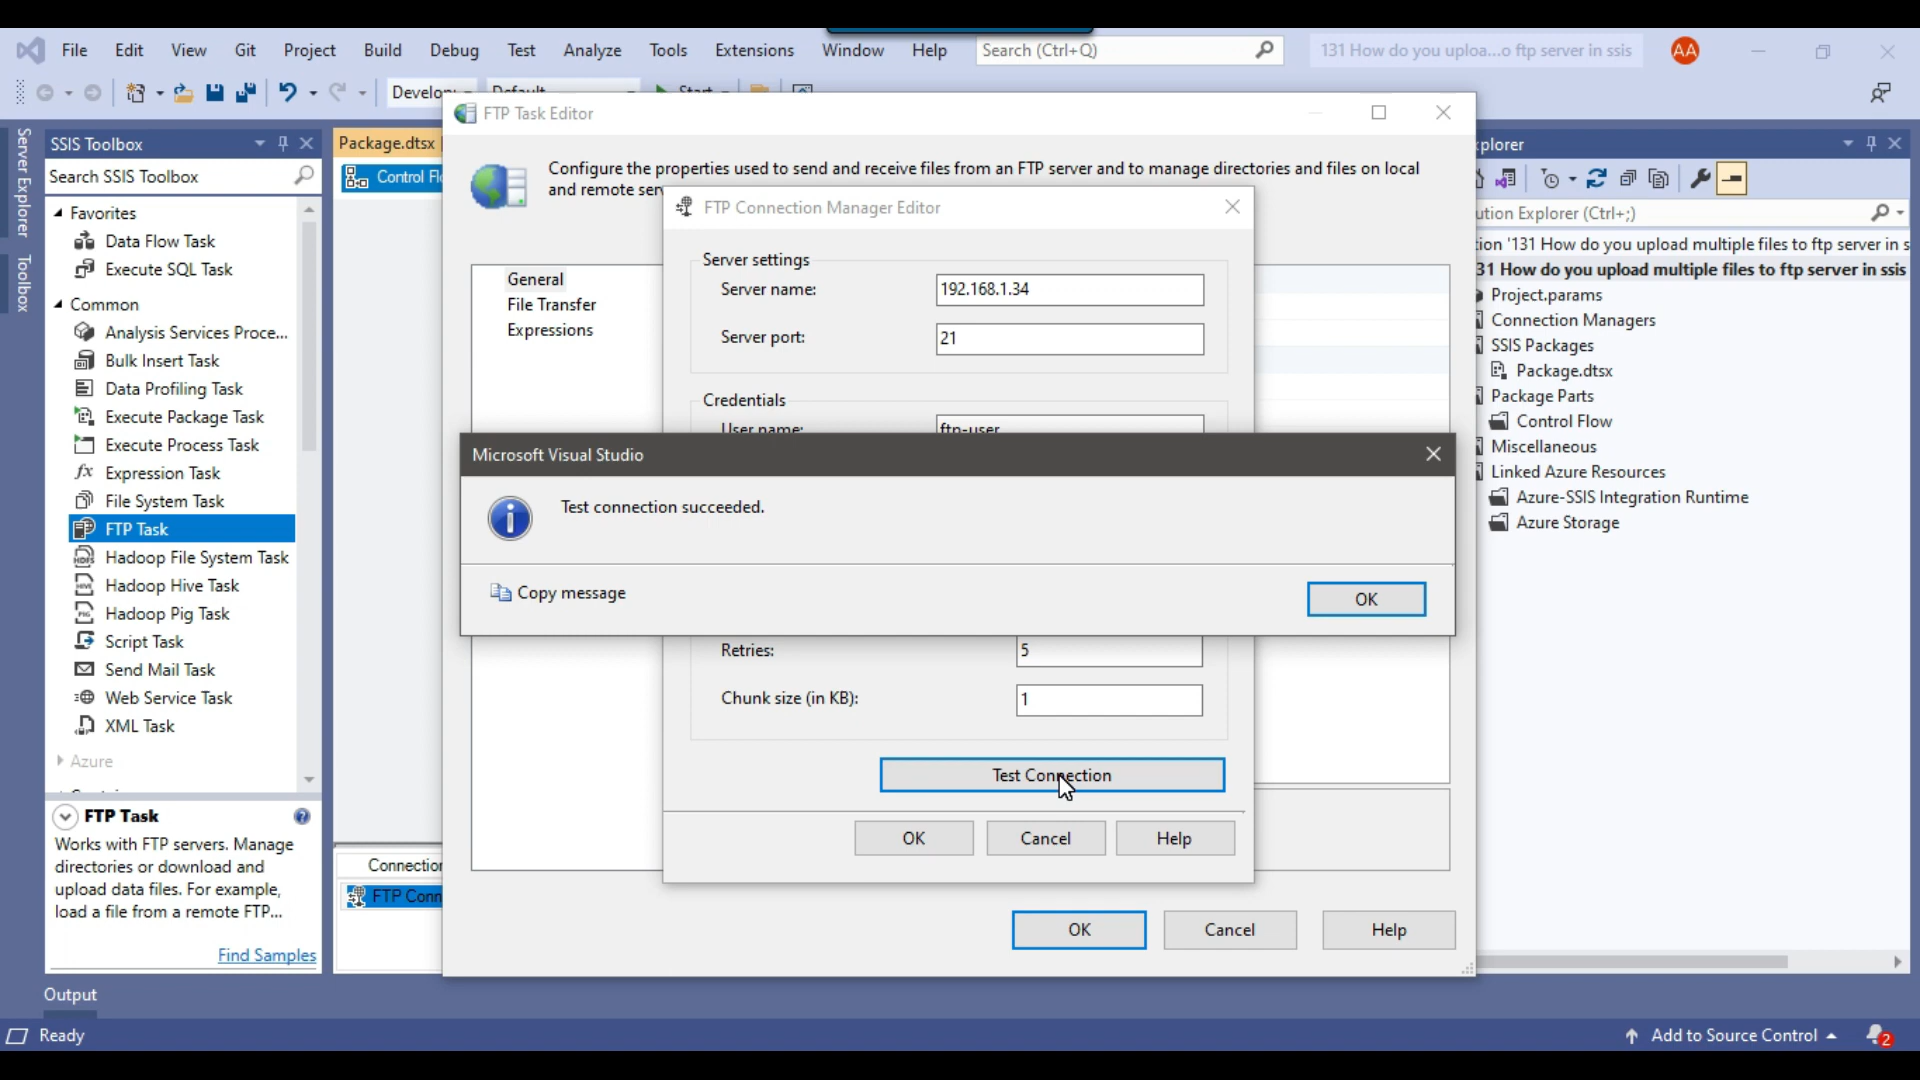 File Edit View Git Project Build Debug Test Analyze Tools Extensions Window Help Search (Ctrl+Q) 131 How do you uploa...o ftp server in ssis AA
FTP Task Editor
Server Explorer
Toolbox
SSIS Toolbox
Search SSIS Toolbox
Favorites
Data Flow Task
Execute SQL Task
Common
Analysis Services Proce...
Bulk Insert Task
Data Profiling Task
Execute Package Task
Execute Process Task
Expression Task
File System Task
FTP Task
Hadoop File System Task
Hadoop Hive Task
Hadoop Pig Task
Script Task
Send Mail Task
Web Service Task
XML Task
Azure
FTP Task
Works with FTP servers. Manage
directories or download and
upload data files. For example,
load a file from a remote FTP...
Find Samples
Package.dtsx
Control Fl
Connection
FTP Conn
Configure the properties used to send and receive files from an FTP server and to manage directories and files on local
and remote ser
General
File Transfer
Expressions
FTP Connection Manager Editor
Server settings
Server name: 192.168.1.34
Server port: 21
Credentials
User name: ftp-user
Microsoft Visual Studio
Test connection succeeded.
Copy message
OK
Retries: 5
Chunk size (in KB): 1
Test Connection
OK Cancel Help
OK Cancel Help
plorer
ution Explorer (Ctrl+;)
ion '131 How do you upload multiple files to ftp server in s
31 How do you upload multiple files to ftp server in ssis
Project.params
Connection Managers
SSIS Packages
Package.dtsx
Package Parts
Control Flow
Miscellaneous
Linked Azure Resources
Azure-SSIS Integration Runtime
Azure Storage
Output
Ready
Add to Source Control 2